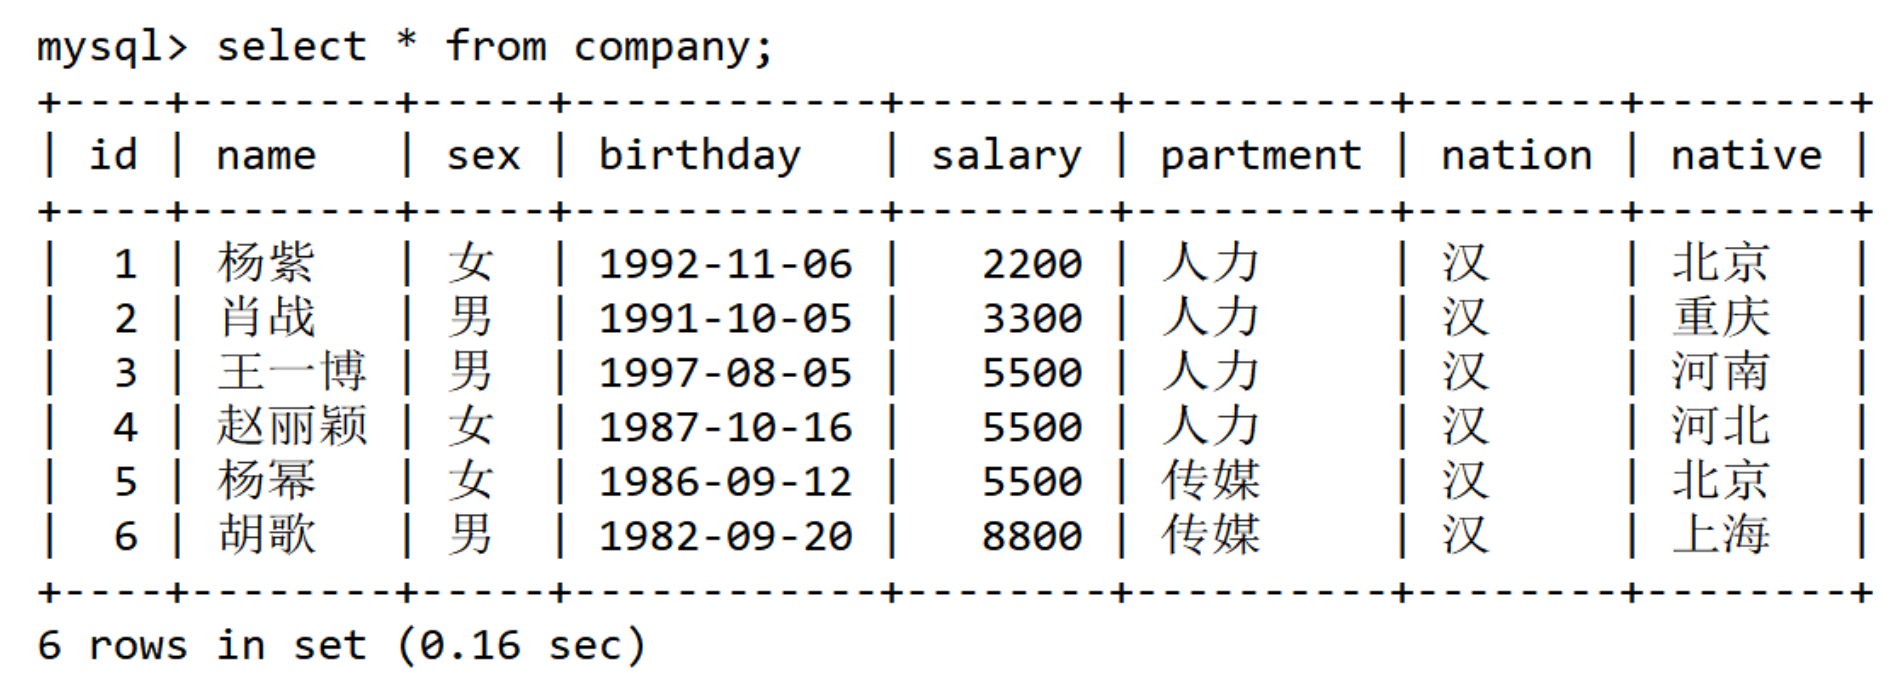 mysql> select * from company;
+----+--------+-----+------------+--------+----------+--------+--------+
| id | name   | sex | birthday   | salary | partment | nation | native |
+----+--------+-----+------------+--------+----------+--------+--------+
|  1 | 杨紫   | 女  | 1992-11-06 |   2200 | 人力     | 汉     | 北京   |
|  2 | 肖战   | 男  | 1991-10-05 |   3300 | 人力     | 汉     | 重庆   |
|  3 | 王一博 | 男  | 1997-08-05 |   5500 | 人力     | 汉     | 河南   |
|  4 | 赵丽颖 | 女  | 1987-10-16 |   5500 | 人力     | 汉     | 河北   |
|  5 | 杨幂   | 女  | 1986-09-12 |   5500 | 传媒     | 汉     | 北京   |
|  6 | 胡歌   | 男  | 1982-09-20 |   8800 | 传媒     | 汉     | 上海   |
+----+--------+-----+------------+--------+----------+--------+--------+
6 rows in set (0.16 sec)